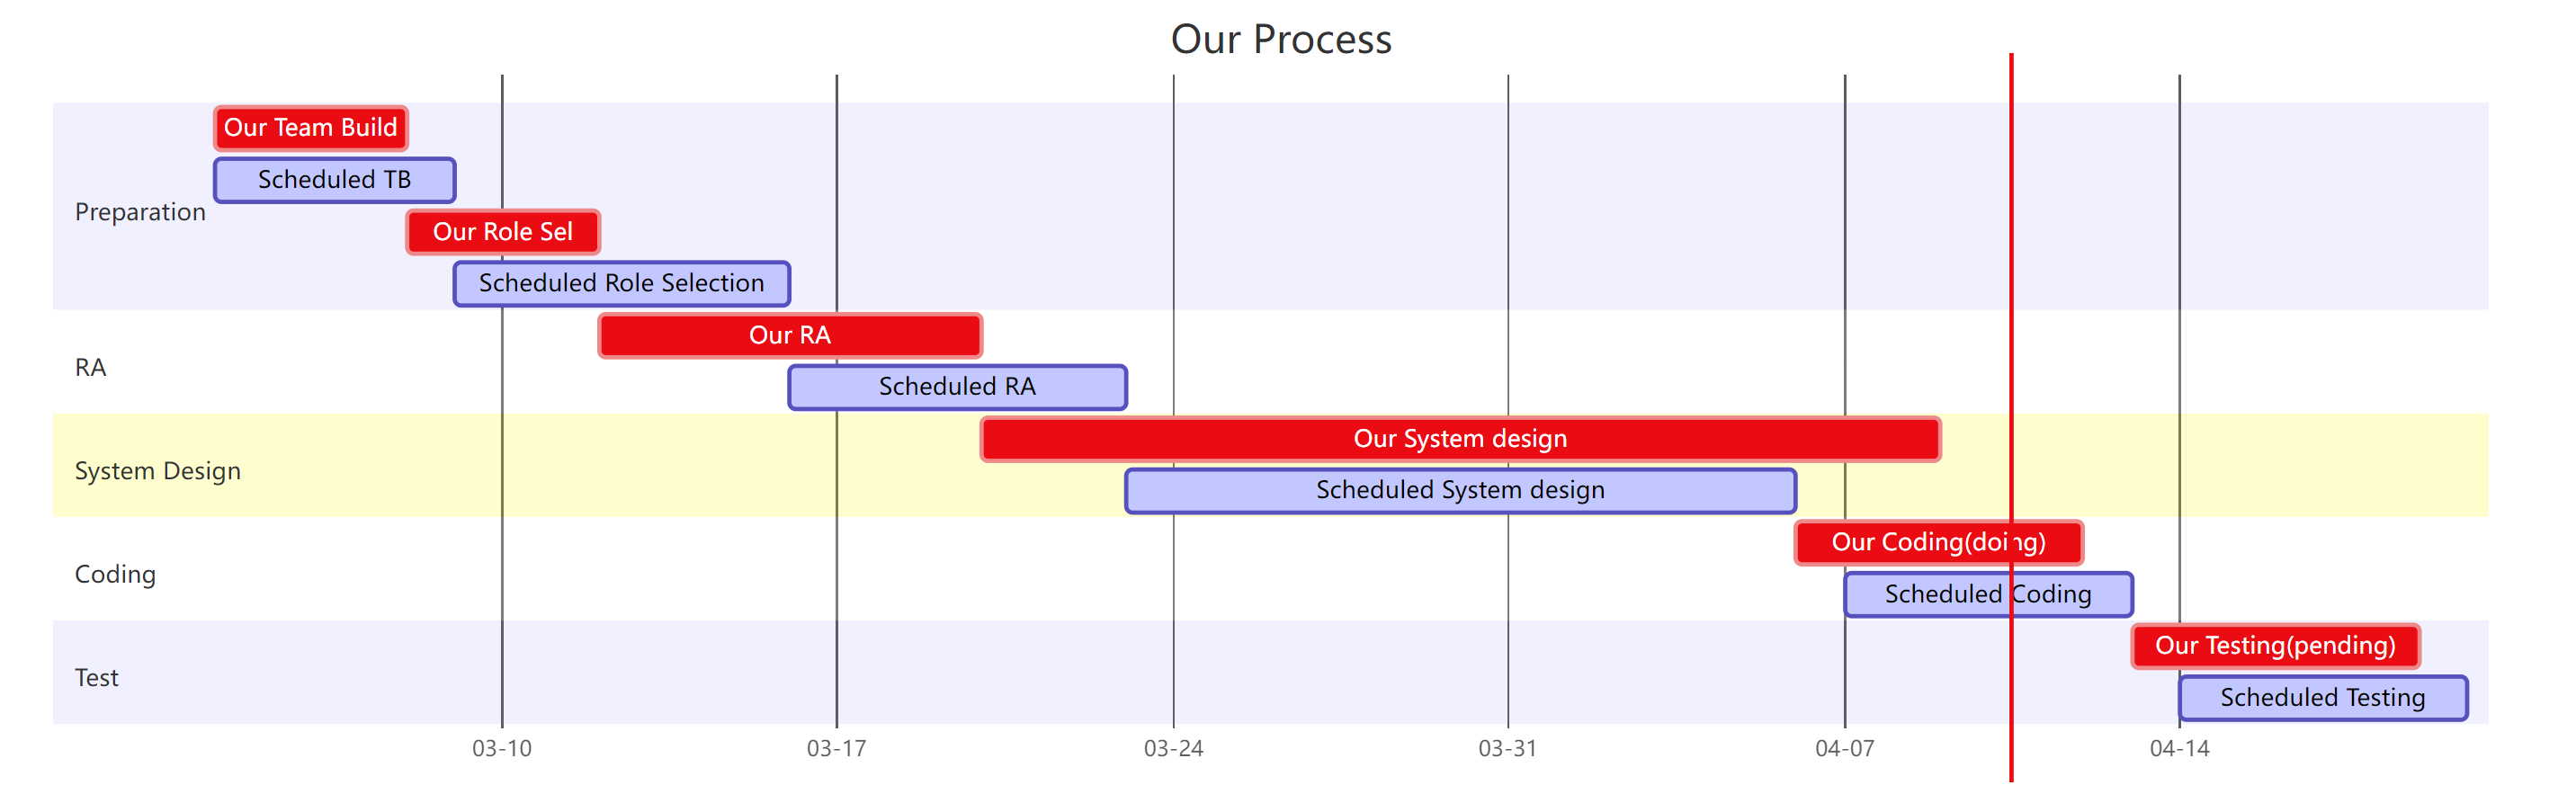 Our Process
Our Team Build
Scheduled TB
Preparation
Our Role Sel
Scheduled Role Selection
Our RA
RA
Scheduled RA
Our System design
System Design
Scheduled System design
Our Coding(doing)
Coding
Scheduled Coding
Our Testing(pending)
Test
Scheduled Testing
03-10 03-17 03-24 03-31 04-07 04-14